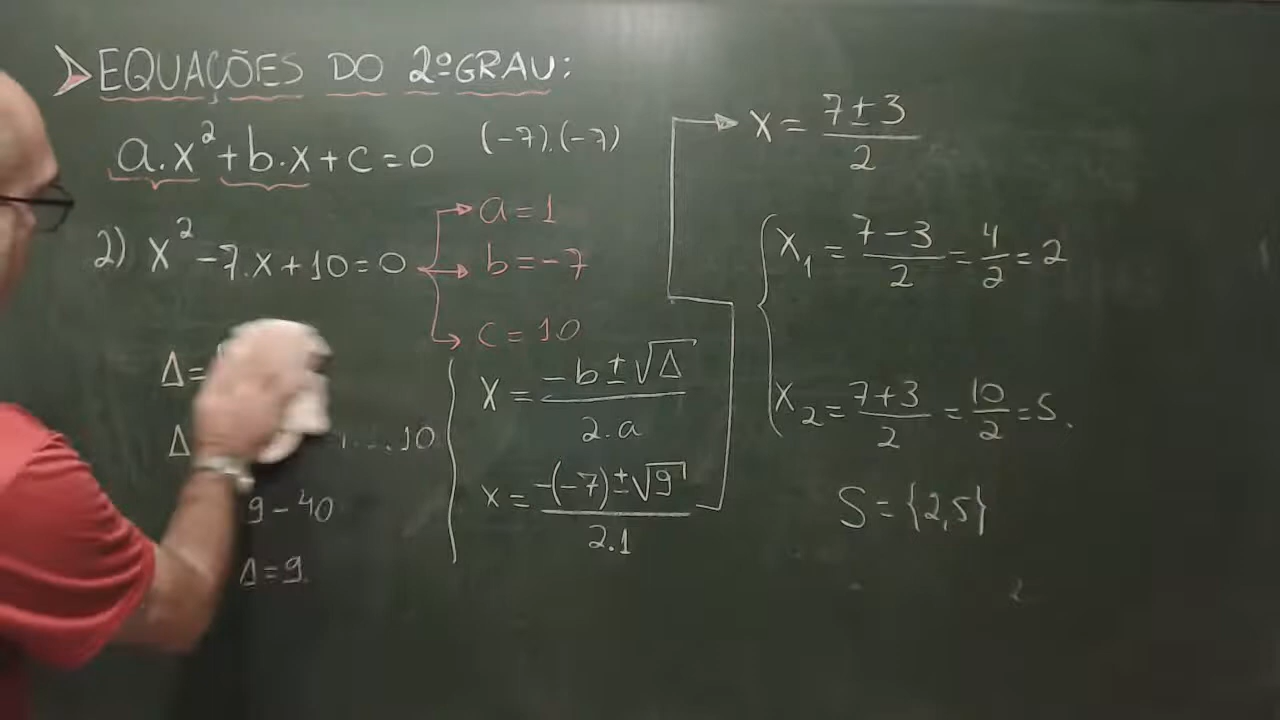 EQUAÇÕES DO 2º GRAU:
a.x² + b.x + c = 0
(-7).(-7)
2) x² - 7.x + 10 = 0
a = 1
b = -7
c = 10
Δ =
Δ
.10
9 - 40
Δ = 9.
x = (-b ± √Δ) / 2.a
x = (-(-7) ± √9) / 2.1
x = (7 ± 3) / 2
x₁ = (7 - 3) / 2 = 4/2 = 2
x₂ = (7 + 3) / 2 = 10/2 = 5.
S = {2,5}